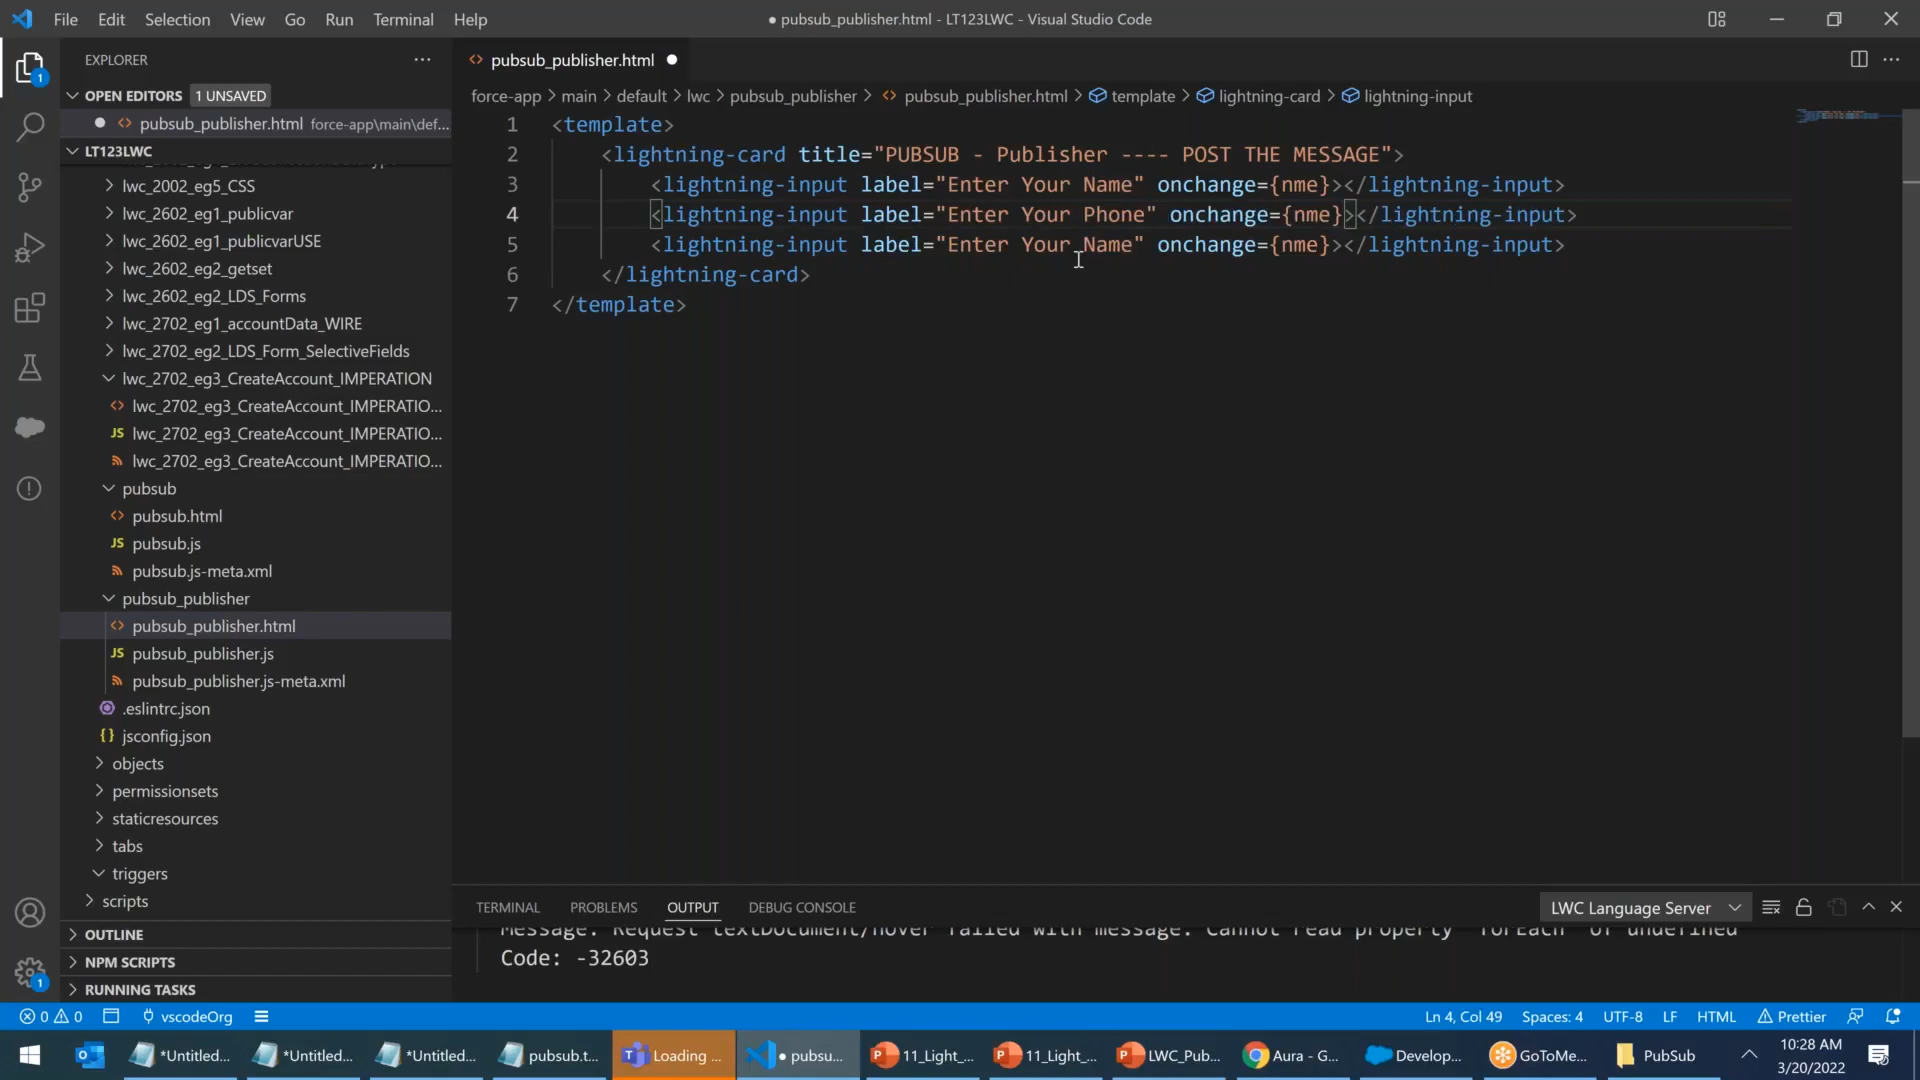 File Edit Selection View Go Run Terminal Help
● pubsub_publisher.html - LT123LWC - Visual Studio Code
EXPLORER
OPEN EDITORS 1 UNSAVED
pubsub_publisher.html force-app\main\def...
LT123LWC
lwc_2002_eg5_CSS
lwc_2602_eg1_publicvar
lwc_2602_eg1_publicvarUSE
lwc_2602_eg2_getset
lwc_2602_eg2_LDS_Forms
lwc_2702_eg1_accountData_WIRE
lwc_2702_eg2_LDS_Form_SelectiveFields
lwc_2702_eg3_CreateAccount_IMPERATION
lwc_2702_eg3_CreateAccount_IMPERATIO...
JS lwc_2702_eg3_CreateAccount_IMPERATIO...
lwc_2702_eg3_CreateAccount_IMPERATIO...
pubsub
pubsub.html
JS pubsub.js
pubsub.js-meta.xml
pubsub_publisher
pubsub_publisher.html
JS pubsub_publisher.js
pubsub_publisher.js-meta.xml
.eslintrc.json
{} jsconfig.json
objects
permissionsets
staticresources
tabs
triggers
scripts
OUTLINE
NPM SCRIPTS
RUNNING TASKS
pubsub_publisher.html
force-app > main > default > lwc > pubsub_publisher > pubsub_publisher.html > template > lightning-card > lightning-input
1 <template>
2 <lightning-card title="PUBSUB - Publisher ---- POST THE MESSAGE">
3 <lightning-input label="Enter Your Name" onchange={nme}></lightning-input>
4 <lightning-input label="Enter Your Phone" onchange={nme}></lightning-input>
5 <lightning-input label="Enter Your Name" onchange={nme}></lightning-input>
6 </lightning-card>
7 </template>
TERMINAL PROBLEMS OUTPUT DEBUG CONSOLE
LWC Language Server
Message: Request textDocument/hover failed with message: Cannot read property 'forEach' of undefined
Code: -32603
0 0 vscodeOrg
Ln 4, Col 49 Spaces: 4 UTF-8 LF HTML Prettier
*Untitled... *Untitled... *Untitled... pubsub.t... Loading ... ● pubsu... 11_Light_... 11_Light_... LWC_Pub... Aura - G... Develop... GoToMe... PubSub
10:28 AM
3/20/2022